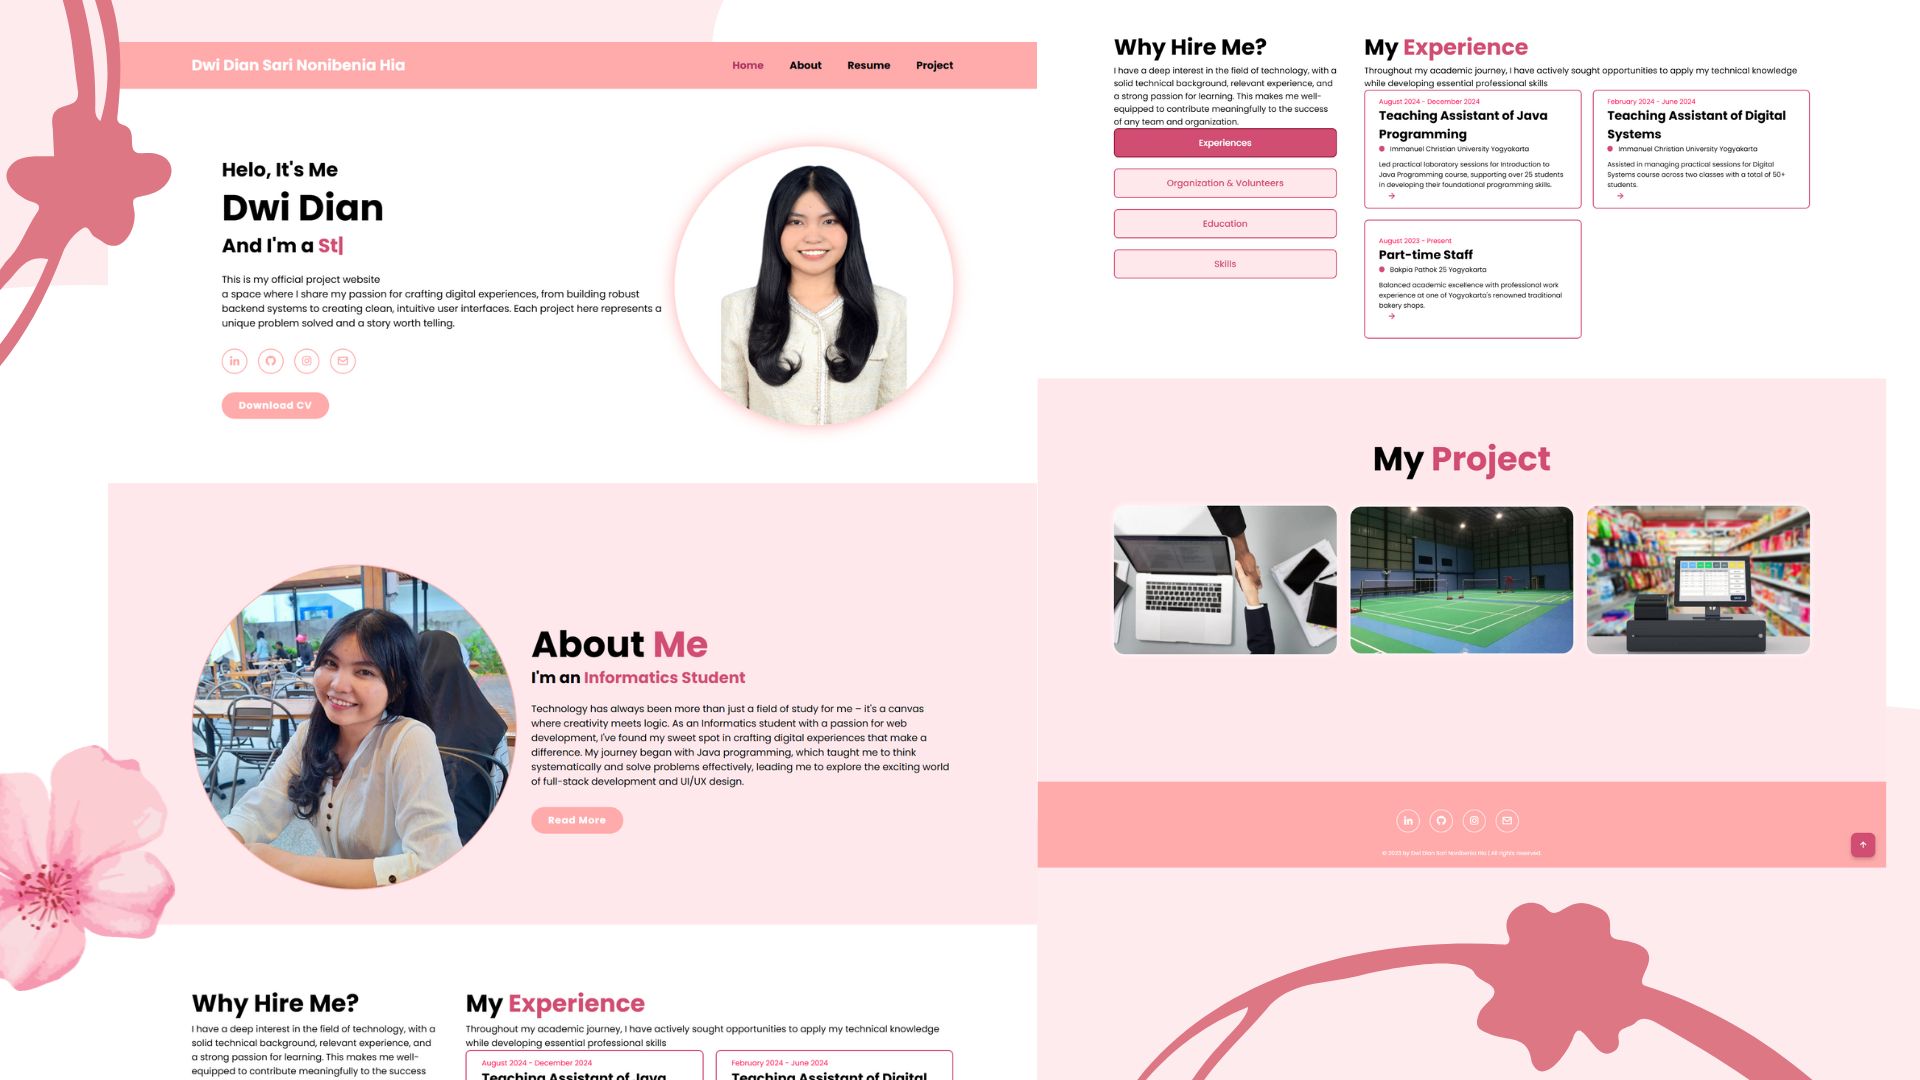 Dwi Dian Sari Nonibenia Hia
Home About Resume Project
Helo, It's Me
Dwi Dian
And I'm a St|
This is my official project website
a space where I share my passion for crafting digital experiences, from building robust
backend systems to creating clean, intuitive user interfaces. Each project here represents a
unique problem solved and a story worth telling.
Download CV
About Me
I'm an Informatics Student
Technology has always been more than just a field of study for me – it's a canvas
where creativity meets logic. As an Informatics student with a passion for web
development, I've found my sweet spot in crafting digital experiences that make a
difference. My journey began with Java programming, which taught me to think
systematically and solve problems effectively, leading me to explore the exciting world
of full-stack development and UI/UX design.
Read More
Why Hire Me?
I have a deep interest in the field of technology, with a
solid technical background, relevant experience, and
a strong passion for learning. This makes me well-
equipped to contribute meaningfully to the success
My Experience
Throughout my academic journey, I have actively sought opportunities to apply my technical knowledge
while developing essential professional skills
August 2024 - December 2024
Teaching Assistant of Java
February 2024 - June 2024
Teaching Assistant of Digital
Why Hire Me?
I have a deep interest in the field of technology, with a
solid technical background, relevant experience, and
a strong passion for learning. This makes me well-
equipped to contribute meaningfully to the success
of any team and organization.
Experiences
Organization & Volunteers
Education
Skills
My Experience
Throughout my academic journey, I have actively sought opportunities to apply my technical knowledge
while developing essential professional skills
August 2024 - December 2024
Teaching Assistant of Java
Programming
Immanuel Christian University Yogyakarta
Led practical laboratory sessions for Introduction to
Java Programming course, supporting over 25 students
in developing their foundational programming skills.
February 2024 - June 2024
Teaching Assistant of Digital
Systems
Immanuel Christian University Yogyakarta
Assisted in managing practical sessions for Digital
Systems course across two classes with a total of 50+
students.
August 2023 - Present
Part-time Staff
Bakpia Pathok 25 Yogyakarta
Balanced academic excellence with professional work
experience at one of Yogyakarta's renowned traditional
bakery shops.
My Project
© 2023 by Dwi Dian Sari Nonibenia Hia | All rights reserved.